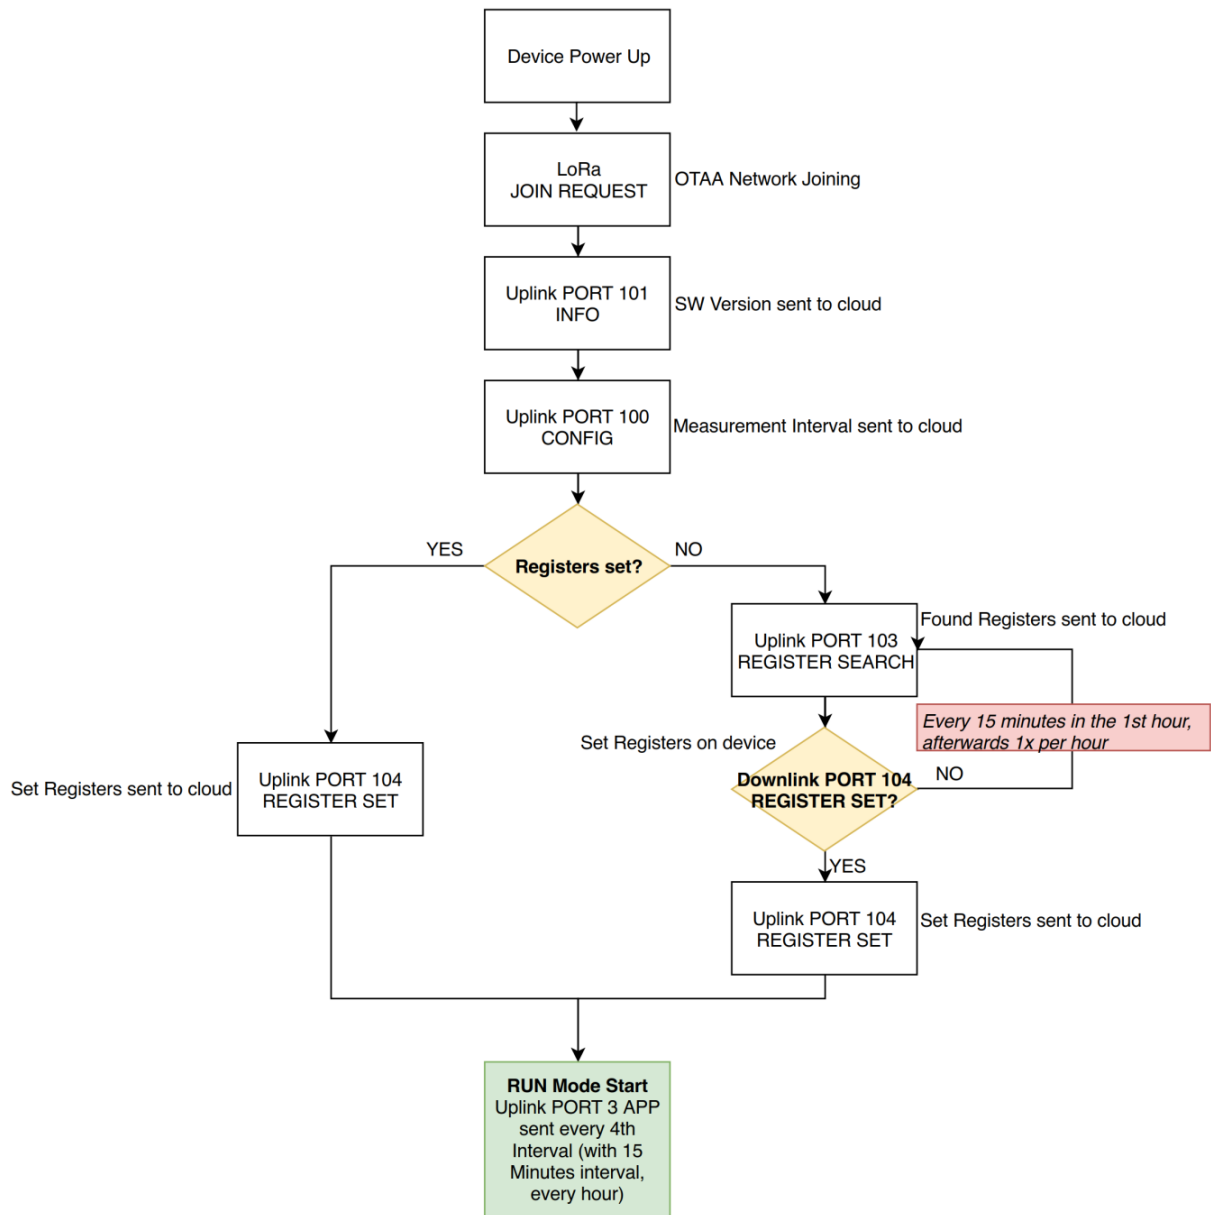 Device Power Up
LoRa
JOIN REQUEST
OTAA Network Joining
Uplink PORT 101
INFO
SW Version sent to cloud
Uplink PORT 100
CONFIG
Measurement Interval sent to cloud
YES
NO
Registers set?
Found Registers sent to cloud
Uplink PORT 103
REGISTER SEARCH
Every 15 minutes in the 1st hour,
afterwards 1x per hour
Set Registers on device
Downlink PORT 104
REGISTER SET?
NO
Set Registers sent to cloud
Uplink PORT 104
REGISTER SET
YES
Uplink PORT 104
REGISTER SET
Set Registers sent to cloud
RUN Mode Start
Uplink PORT 3 APP
sent every 4th
Interval (with 15
Minutes interval,
every hour)